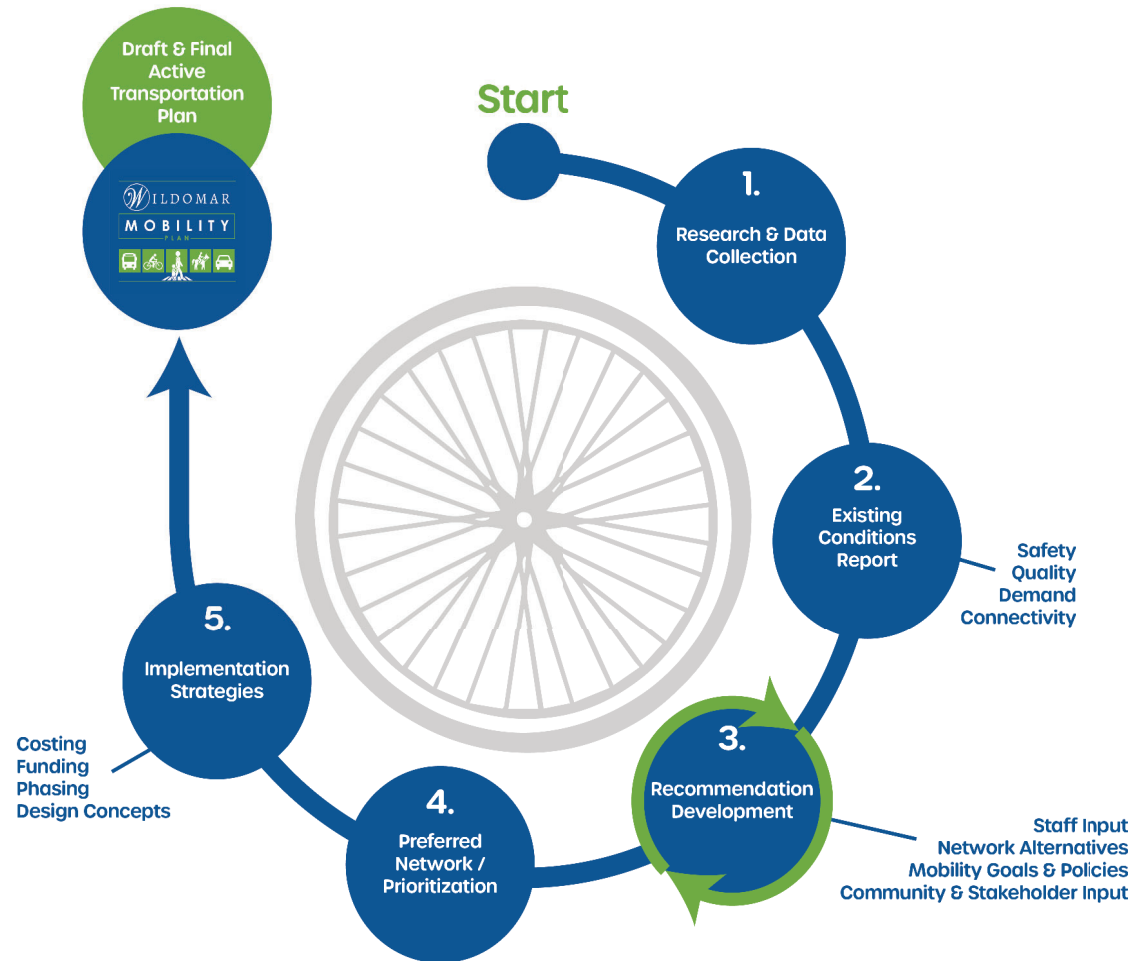 Draft & Final
Active
Transportation
Plan
WILDOMAR
MOBILITY
PLAN
Start
1.
Research & Data
Collection
2.
Existing
Conditions
Report
Safety
Quality
Demand
Connectivity
3.
Recommendation
Development
Staff Input
Network Alternatives
Mobility Goals & Policies
Community & Stakeholder Input
4.
Preferred
Network /
Prioritization
5.
Implementation
Strategies
Costing
Funding
Phasing
Design Concepts